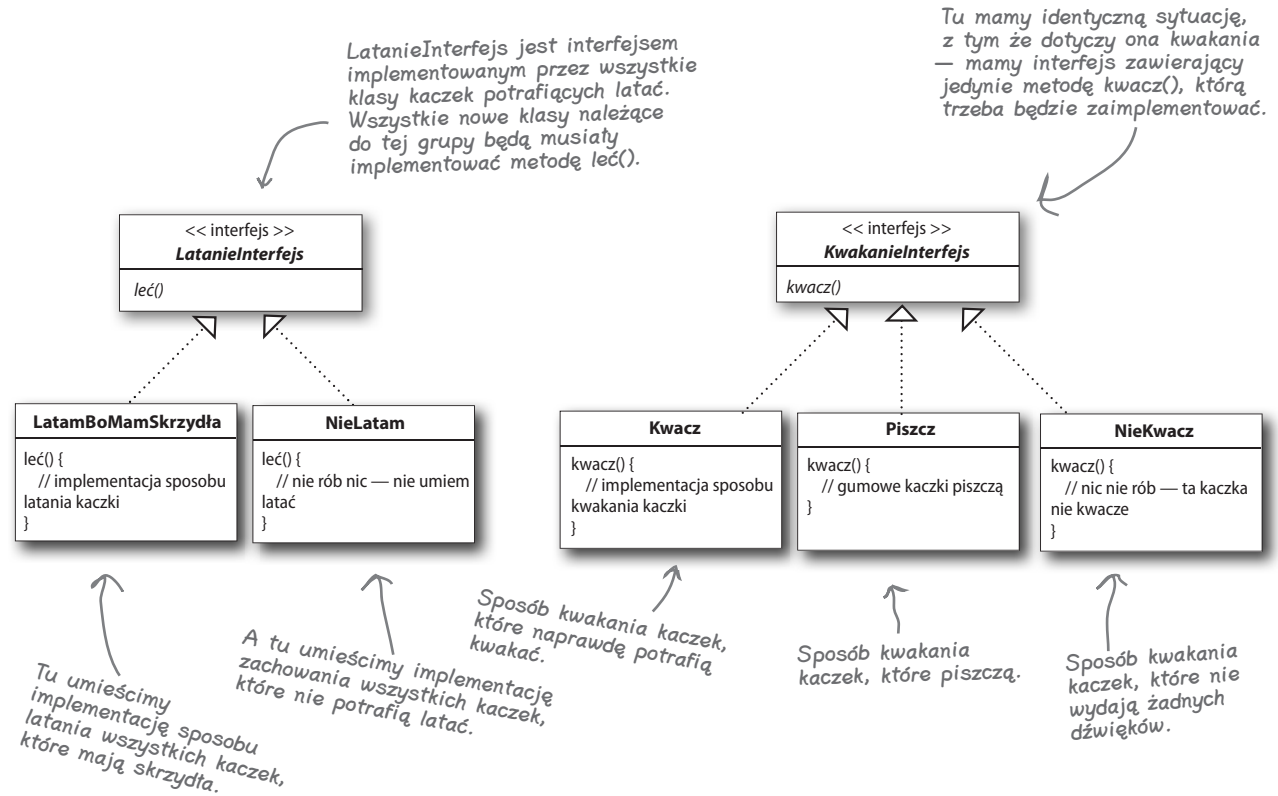 LatanieInterfejs jest interfejsem
implementowanym przez wszystkie
klasy kaczek potrafiących latać.
Wszystkie nowe klasy należące
do tej grupy będą musiały
implementować metodę leć().
Tu mamy identyczną sytuację,
z tym że dotyczy ona kwakania
— mamy interfejs zawierający
jedynie metodę kwacz(), którą
trzeba będzie zaimplementować.
<< interfejs >>
LatanieInterfejs
leć()
<< interfejs >>
KwakanieInterfejs
kwacz()
LatamBoMamSkrzydła
leć() {
// implementacja sposobu
latania kaczki
}
NieLatam
leć() {
// nie rób nic — nie umiem
latać
}
Kwacz
kwacz() {
// implementacja sposobu
kwakania kaczki
}
Piszcz
kwacz() {
// gumowe kaczki piszczą
}
NieKwacz
kwacz() {
// nic nie rób — ta kaczka
nie kwacze
}
Tu umieścimy
implementację sposobu
latania wszystkich kaczek,
które mają skrzydła.
A tu umieścimy implementację
zachowania wszystkich kaczek,
które nie potrafią latać.
Sposób kwakania kaczek,
które naprawdę potrafią
kwakać.
Sposób kwakania
kaczek, które piszczą.
Sposób kwakania
kaczek, które nie
wydają żadnych
dźwięków.